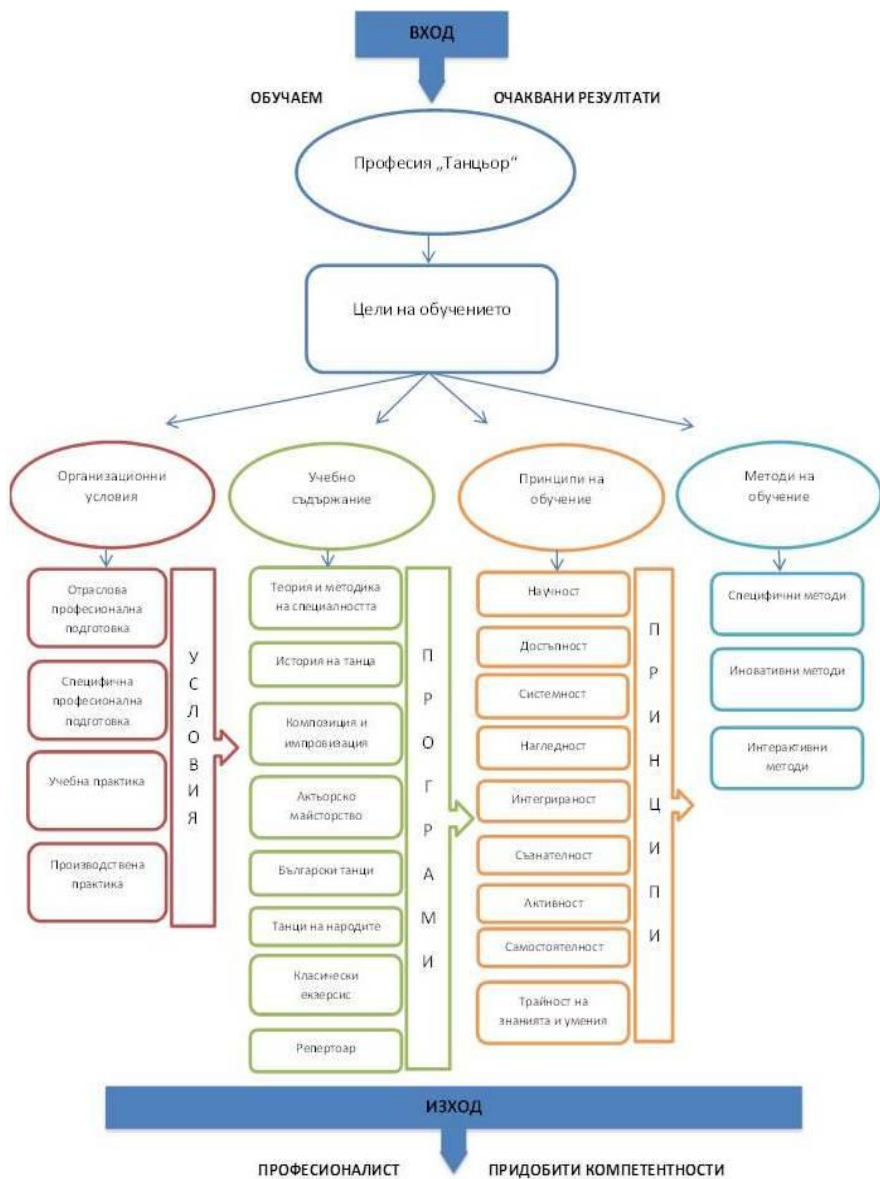 ВХОД
ОБУЧАЕМ
ОЧАКВАНИ РЕЗУЛТАТИ
Професия „Танцьор“
Цели на обучението
Организационни
условия
Учебно
съдържание
Принципи на
обучение
Методи на
обучение
Отраслова
професионална
подготовка
Специфична
професионална
подготовка
Учебна практика
Производствена
практика
УСЛОВИЯ
Теория и методика
на специалността
История на танца
Композиция и
импровизация
Актьорско
майсторство
Български танци
Танци на народите
Класически
екзерсис
Репертоар
ПРОГРАМИ
Научност
Достъпност
Системност
Нагледност
Интегрираност
Съзнателност
Активност
Самостоятелност
Трайност на
знанията и умения
ПРИНЦИПИ
Специфични методи
Иновативни методи
Интерактивни
методи
ИЗХОД
ПРОФЕСИОНАЛИСТ
ПРИДОБИТИ КОМПЕТЕНТНОСТИ